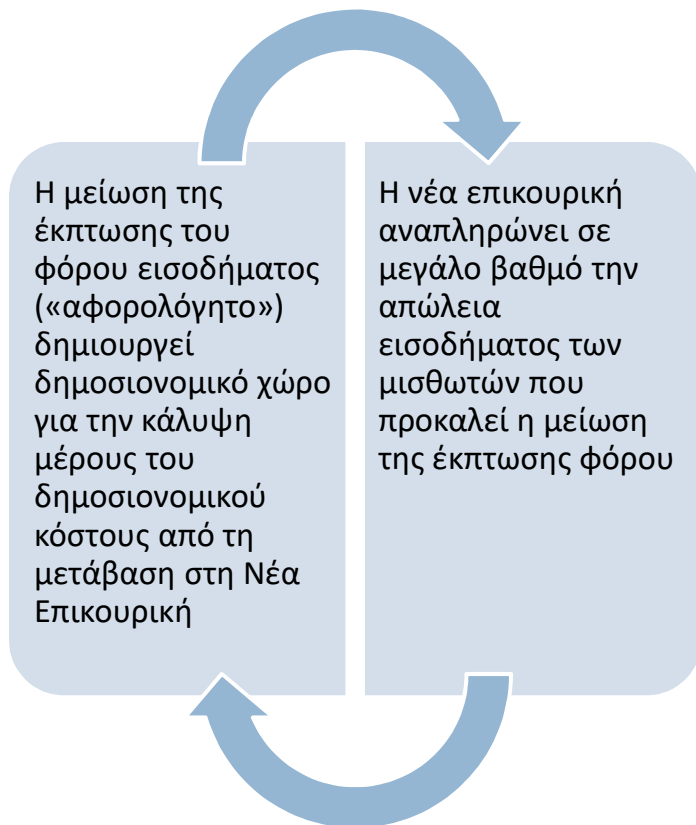 Η μείωση της
έκπτωσης του
φόρου εισοδήματος
(«αφορολόγητο»)
δημιουργεί
δημοσιονομικό χώρο
για την κάλυψη
μέρους του
δημοσιονομικού
κόστους από τη
μετάβαση στη Νέα
Επικουρική
Η νέα επικουρική
αναπληρώνει σε
μεγάλο βαθμό την
απώλεια
εισοδήματος των
μισθωτών που
προκαλεί η μείωση
της έκπτωσης φόρου